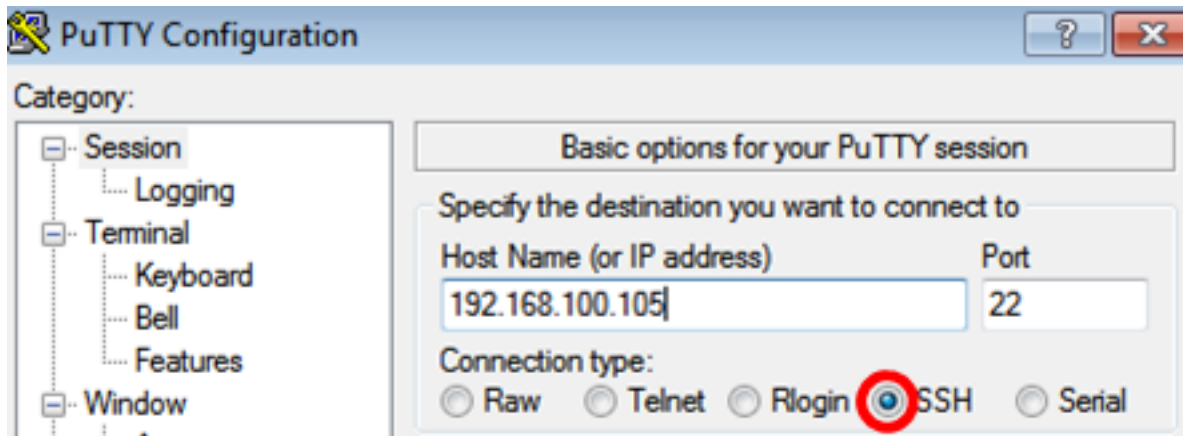 PuTTY Configuration
Category:
Session
Logging
Terminal
Keyboard
Bell
Features
Window
Basic options for your PuTTY session
Specify the destination you want to connect to
Host Name (or IP address) Port
192.168.100.105 22
Connection type:
Raw Telnet Rlogin SSH Serial